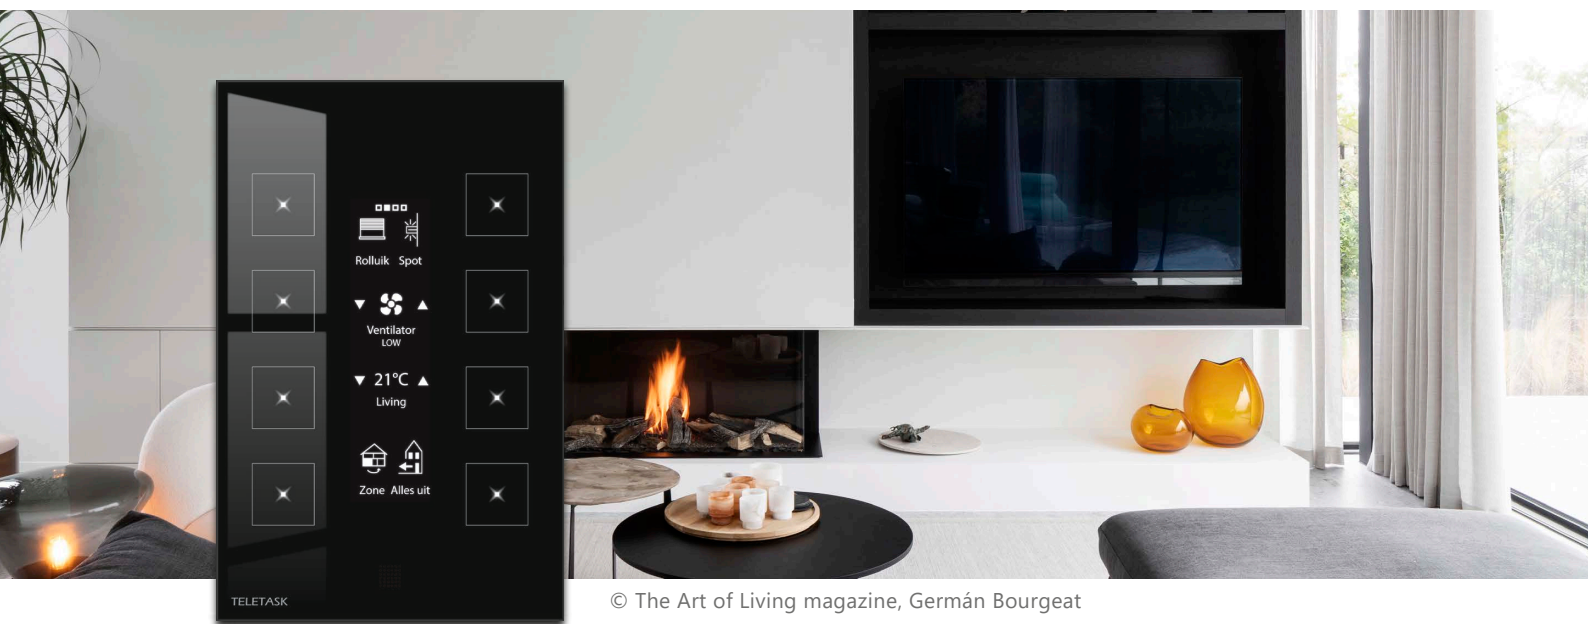 Rolluik Spot
Ventilator
LOW
21°C
Living
Zone Alles uit
TELETASK
© The Art of Living magazine, Germán Bourgeat